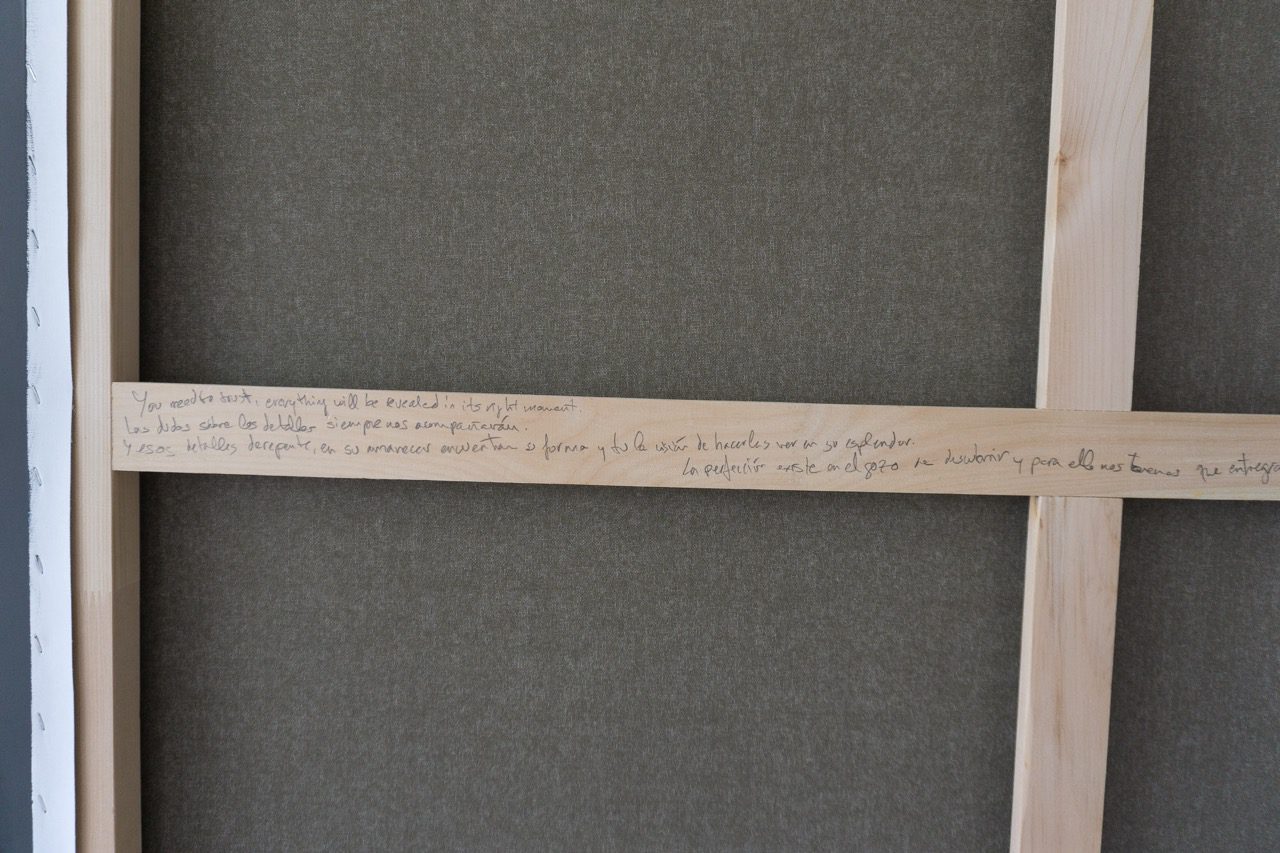 You need to trust, everything will be revealed in its right moment.
Las dudas sobre los detalles siempre nos acompañarán.
Y esos detalles derepente, en su amanecer encuentran su forma y tu la visión de hacerlas ver en su esplendor.
La perfección existe en el gozo de descubrir y para ello nos tenemos que entregar